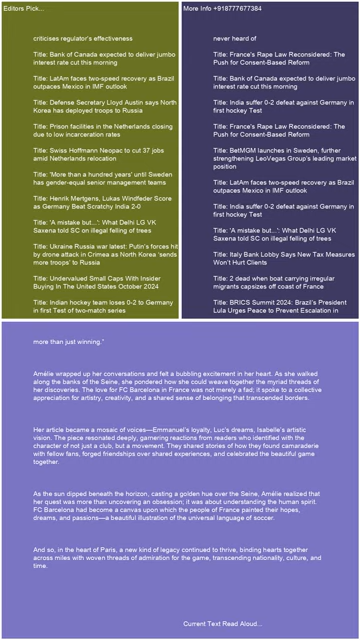 Editors Pick...
criticises regulator's effectiveness
Title: Bank of Canada expected to deliver jumbo
interest rate cut this morning
Title: LatAm faces two-speed recovery as Brazil
outpaces Mexico in IMF outlook
Title: Defense Secretary Lloyd Austin says North
Korea has deployed troops to Russia
Title: Prison facilities in the Netherlands closing
due to low incarceration rates
Title: Swiss Hoffmann Neopac to cut 37 jobs
amid Netherlands relocation
Title: 'More than a hundred years' until Sweden
has gender-equal senior management teams
Title: Henrik Mertgens, Lukas Windfeder Score
as Germany Beat Scratchy India 2-0
Title: 'A mistake but...': What Delhi LG VK
Saxena told SC on illegal felling of trees
Title: Ukraine Russia war latest: Putin's forces hit
by drone attack in Crimea as North Korea 'sends
more troops' to Russia
Title: Undervalued Small Caps With Insider
Buying In The United States October 2024
Title: Indian hockey team loses 0-2 to Germany
in first Test of two-match series
More Info +918777677384
never heard of
Title: France's Rape Law Reconsidered: The
Push for Consent-Based Reform
Title: Bank of Canada expected to deliver jumbo
interest rate cut this morning
Title: India suffer 0-2 defeat against Germany in
first hockey Test
Title: France's Rape Law Reconsidered: The
Push for Consent-Based Reform
Title: BetMGM launches in Sweden, further
strengthening LeoVegas Group's leading market
position
Title: LatAm faces two-speed recovery as Brazil
outpaces Mexico in IMF outlook
Title: India suffer 0-2 defeat against Germany in
first hockey Test
Title: 'A mistake but...': What Delhi LG VK
Saxena told SC on illegal felling of trees
Title: Italy Bank Lobby Says New Tax Measures
Won't Hurt Clients
Title: 2 dead when boat carrying irregular
migrants capsizes off coast of France
Title: BRICS Summit 2024: Brazil's President
Lula Urges Peace to Prevent Escalation in
more than just winning."
Amélie wrapped up her conversations and felt a bubbling excitement in her heart. As she walked
along the banks of the Seine, she pondered how she could weave together the myriad threads of
her discoveries. The love for FC Barcelona in France was not merely a fad; it spoke to a collective
appreciation for artistry, creativity, and a shared sense of belonging that transcended borders.
Her article became a mosaic of voices—Emmanuel's loyalty, Luc's dreams, Isabelle's artistic
vision. The piece resonated deeply, garnering reactions from readers who identified with the
character of not just a club, but a movement. They shared stories of how they found camaraderie
with fellow fans, forged friendships over shared experiences, and celebrated the beautiful game
together.
As the sun dipped beneath the horizon, casting a golden hue over the Seine, Amélie realized that
her quest was more than uncovering an obsession; it was about understanding the human spirit.
FC Barcelona had become a canvas upon which the people of France painted their hopes,
dreams, and passions—a beautiful illustration of the universal language of soccer.
And so, in the heart of Paris, a new kind of legacy continued to thrive, binding hearts together
across miles with woven threads of admiration for the game, transcending nationality, culture, and
time.
Current Text Read Aloud...